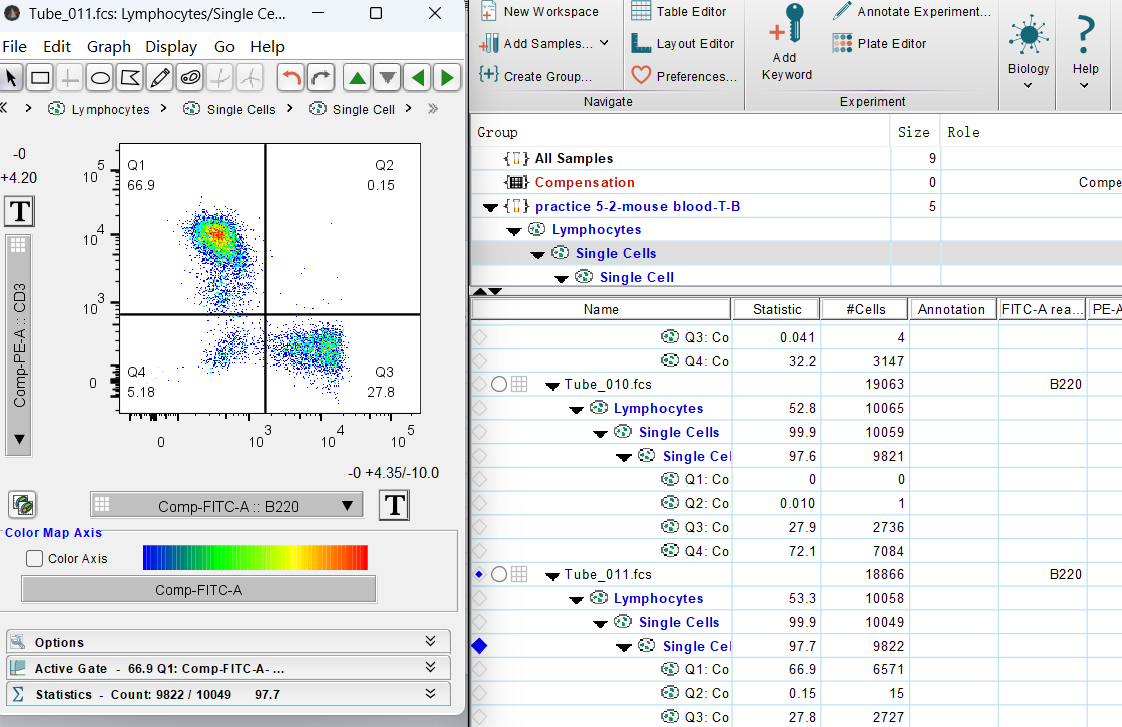 Tube_011.fcs: Lymphocytes/Single Ce...
File Edit Graph Display Go Help
T
Lymphocytes > Single Cells > Single Cell >
-0
+4.20
T
Comp-PE-A :: CD3
10^5
10^4
10^3
0
Q1
66.9
Q2
0.15
Q4
5.18
Q3
27.8
0 10^3 10^4 10^5
-0 +4.35/-10.0
Comp-FITC-A :: B220
T
Color Map Axis
Color Axis
Comp-FITC-A
Options
Active Gate - 66.9 Q1: Comp-FITC-A- ...
Statistics - Count: 9822 / 10049 97.7
New Workspace
Add Samples...
Create Group...
Table Editor
Layout Editor
Preferences...
Navigate
Add
Keyword
Annotate Experiment...
Plate Editor
Experiment
Biology
Help
Group Size Role
All Samples 9
Compensation 0 Compe
practice 5-2-mouse blood-T-B 5
Lymphocytes
Single Cells
Single Cell
Name Statistic #Cells Annotation FITC-A rea... PE-A
Q3: Co 0.041 4
Q4: Co 32.2 3147
Tube_010.fcs 19063 B220
Lymphocytes 52.8 10065
Single Cells 99.9 10059
Single Cel 97.6 9821
Q1: Co 0 0
Q2: Co 0.010 1
Q3: Co 27.9 2736
Q4: Co 72.1 7084
Tube_011.fcs 18866 B220
Lymphocytes 53.3 10058
Single Cells 99.9 10049
Single Cel 97.7 9822
Q1: Co 66.9 6571
Q2: Co 0.15 15
Q3: Co 27.8 2727